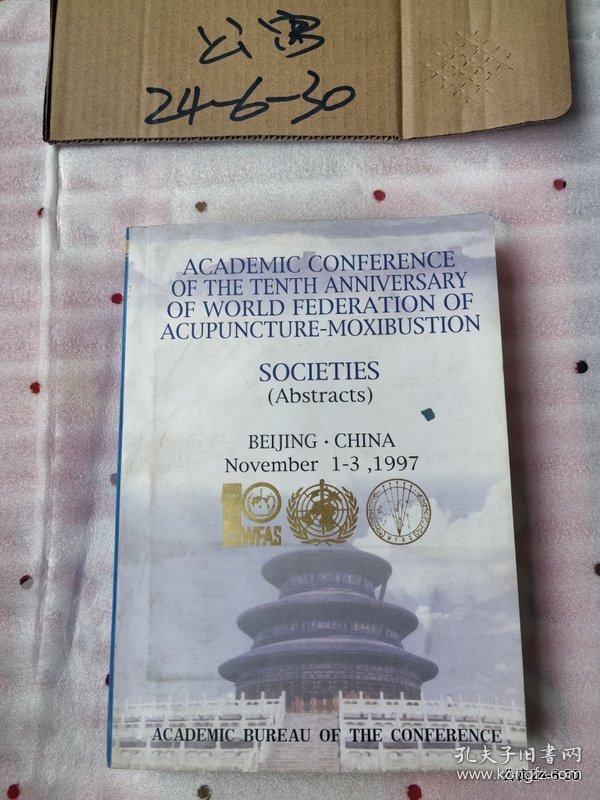 公寓
24-6-30
ACADEMIC CONFERENCE
OF THE TENTH ANNIVERSARY
OF WORLD FEDERATION OF
ACUPUNCTURE-MOXIBUSTION
SOCIETIES
(Abstracts)
BEIJING · CHINA
November 1-3 ,1997
WFAS
ACADEMIC BUREAU OF THE CONFERENCE
孔夫子旧书网